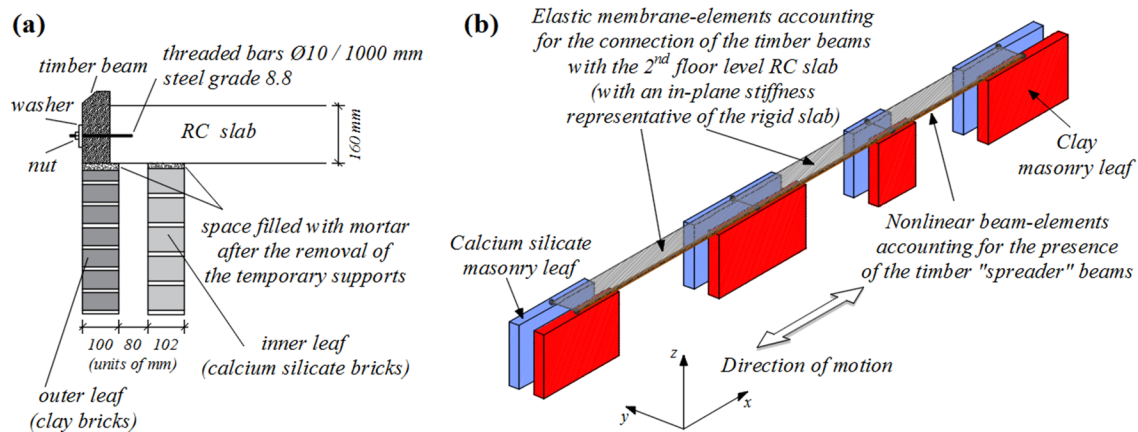 (a)
threaded bars Ø10 / 1000 mm
steel grade 8.8
timber beam
washer
RC slab
160 mm
nut
space filled with mortar
after the removal of
the temporary supports
100 80 102
(units of mm)
inner leaf
(calcium silicate bricks)
outer leaf
(clay bricks)
(b)
Elastic membrane-elements accounting
for the connection of the timber beams
with the 2nd floor level RC slab
(with an in-plane stiffness
representative of the rigid slab)
Clay
masonry leaf
Calcium silicate
masonry leaf
Nonlinear beam-elements
accounting for the presence
of the timber "spreader" beams
Direction of motion
z
y
x